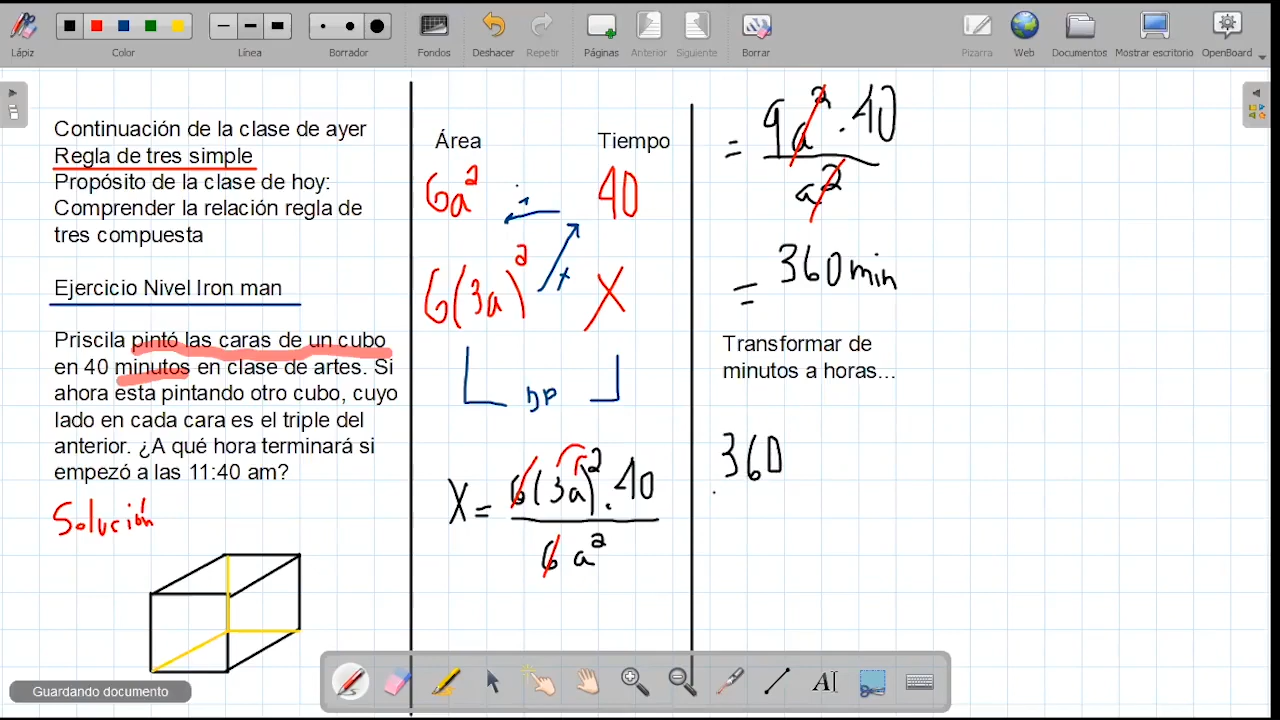 Lápiz Color Línea Borrador Fondos Deshacer Repetir Páginas Anterior Siguiente Borrar Pizarra Web Documentos Mostrar escritorio OpenBoard
Continuación de la clase de ayer
Regla de tres simple
Propósito de la clase de hoy:
Comprender la relación regla de
tres compuesta
Ejercicio Nivel Iron man
Priscila pintó las caras de un cubo
en 40 minutos en clase de artes. Si
ahora esta pintando otro cubo, cuyo
lado en cada cara es el triple del
anterior. ¿A qué hora terminará si
empezó a las 11:40 am?
Solución
Área Tiempo
6a² 40
÷
6(3a)² X
+
DP
X = 6(3a)² . 40
6 a²
= 9a² . 40
a²
= 360 min
Transformar de
minutos a horas...
360
Guardando documento
AI